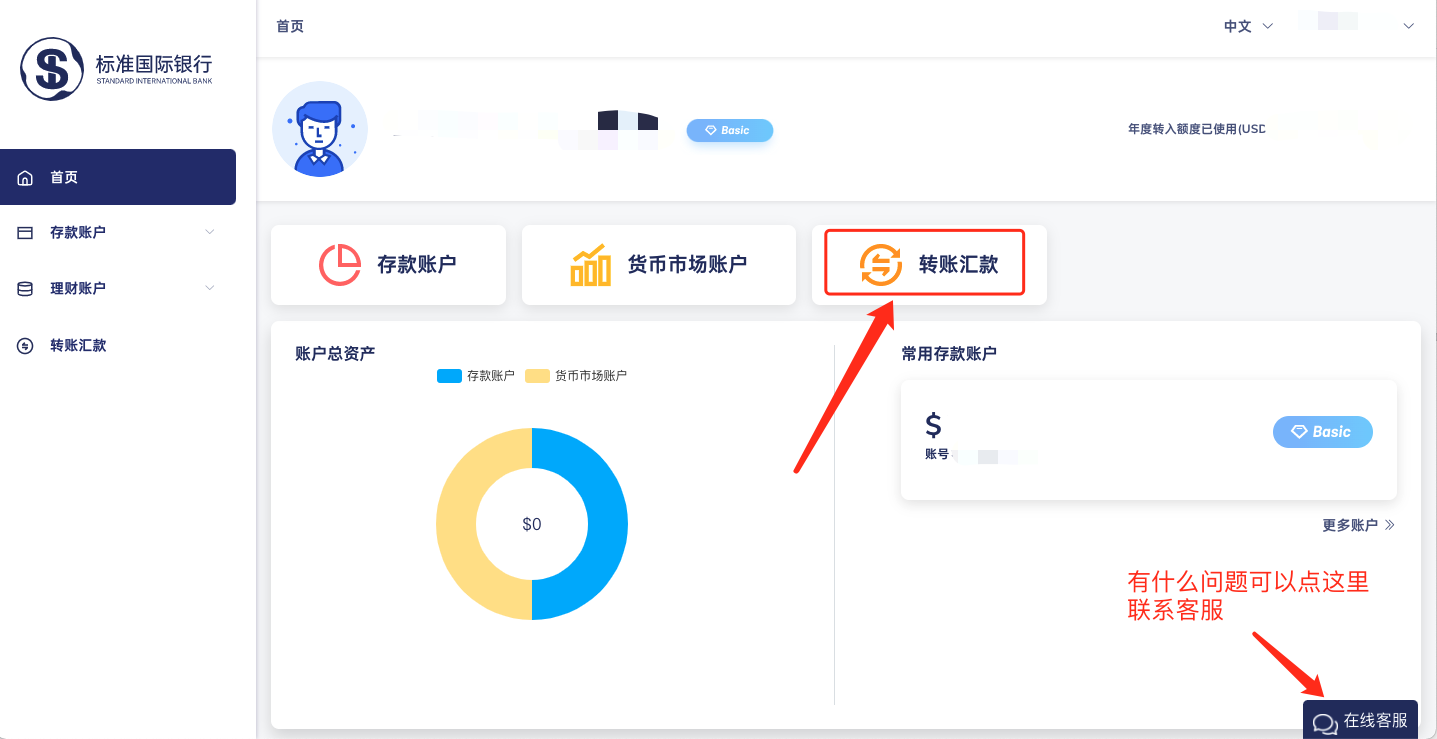 首页
中文
标准国际银行
STANDARD INTERNATIONAL BANK
Basic
年度转入额度已使用(USD
首页
存款账户
理财账户
转账汇款
存款账户
货币市场账户
转账汇款
账户总资产
存款账户
货币市场账户
$0
常用存款账户
$
Basic
账号
更多账户
有什么问题可以点这里
联系客服
在线客服